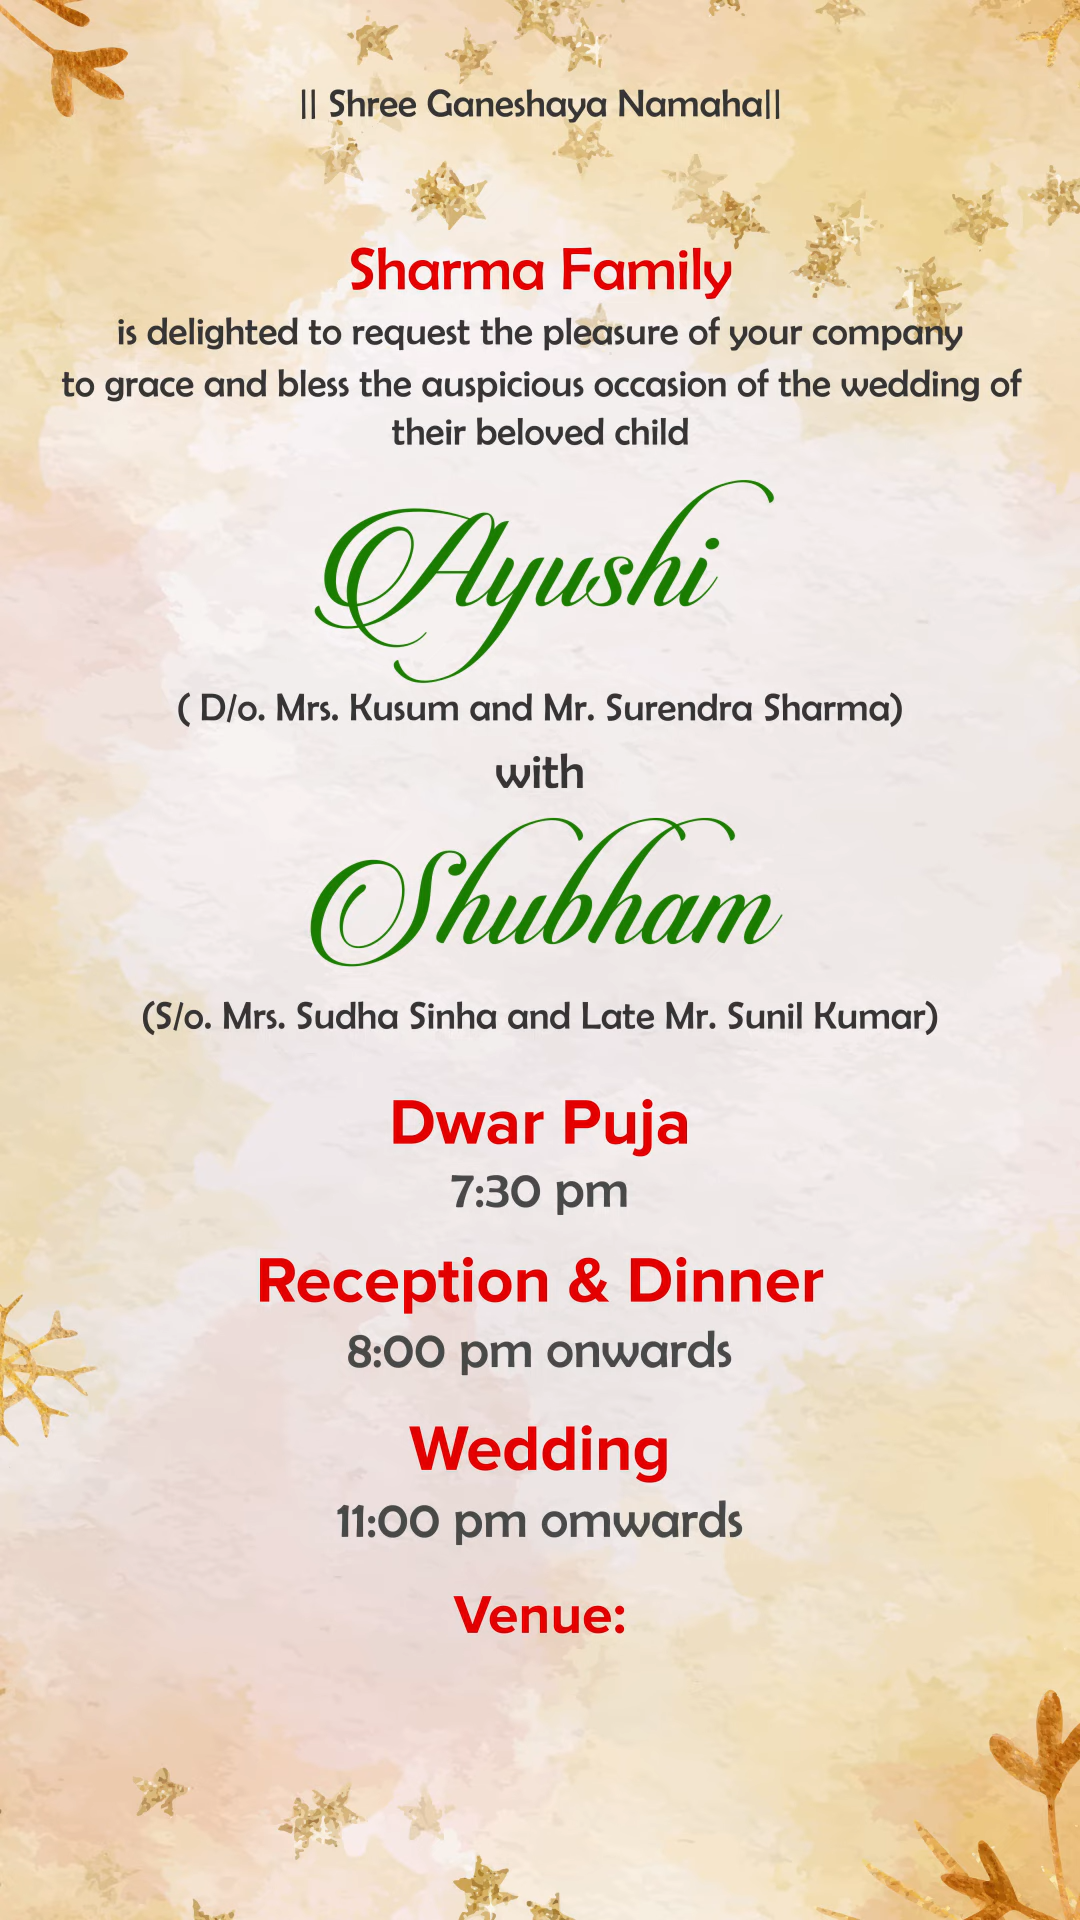 || Shree Ganeshaya Namaha||
Sharma Family
is delighted to request the pleasure of your company
to grace and bless the auspicious occasion of the wedding of
their beloved child
Ayushi
( D/o. Mrs. Kusum and Mr. Surendra Sharma)
with
Shubham
(S/o. Mrs. Sudha Sinha and Late Mr. Sunil Kumar)
Dwar Puja
7:30 pm
Reception & Dinner
8:00 pm onwards
Wedding
11:00 pm omwards
Venue: